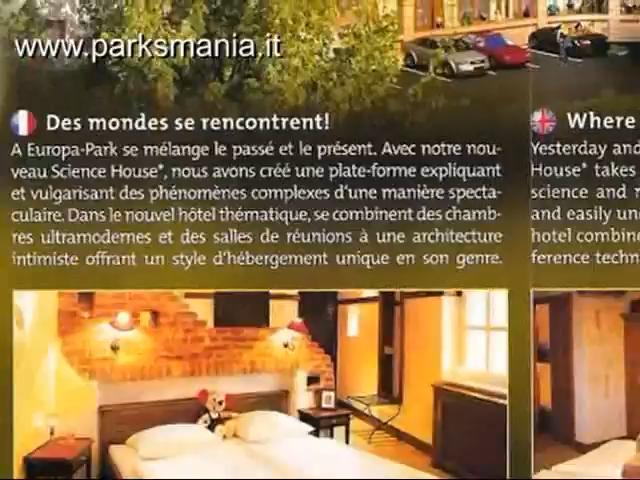 www.parksmania.it
Des mondes se rencontrent!
A Europa-Park se mélange le passé et le présent. Avec notre nou-
veau Science House*, nous avons créé une plate-forme expliquant
et vulgarisant des phénomènes complexes d'une manière specta-
culaire. Dans le nouvel hôtel thématique, se combinent des chamb-
res ultramodernes et des salles de réunions à une architecture
intimiste offrant un style d'hébergement unique en son genre.
Where
Yesterday and
House* takes
science and
and easily un
hotel combin
ference techn